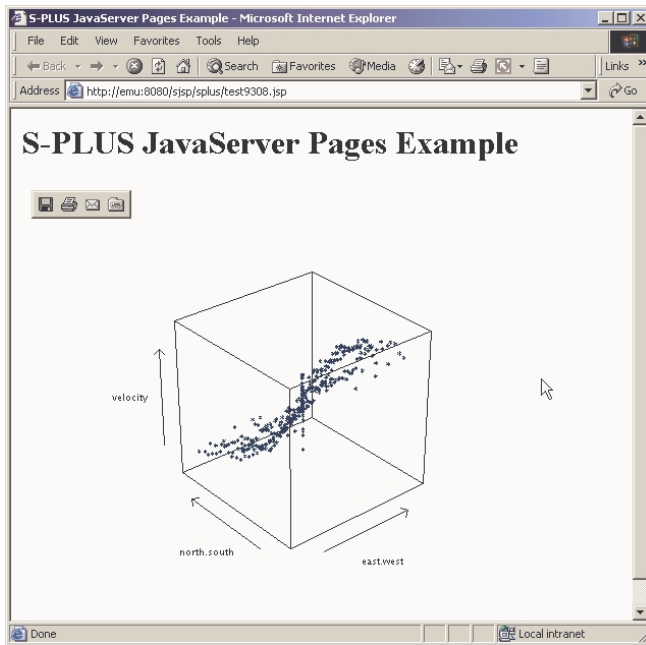 S-PLUS JavaServer Pages Example - Microsoft Internet Explorer
File Edit View Favorites Tools Help
Back Search Favorites Media Links »
Address http://emu:8080/sjsp/splus/test9308.jsp Go
S-PLUS JavaServer Pages Example
velocity
north.south
east.west
Done Local intranet